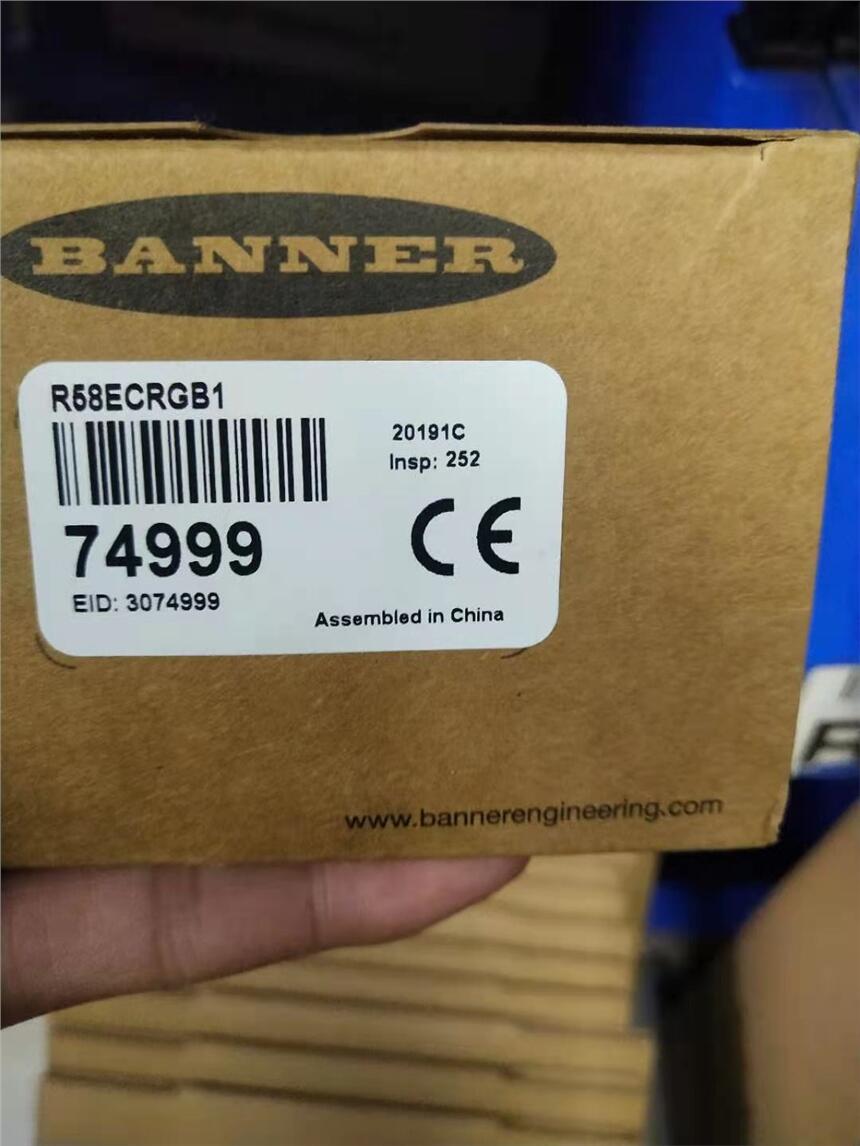 BANNER
R58ECRGB1
20191C
Insp: 252
74999
CE
EID: 3074999
Assembled in China
www.bannerengineering.com